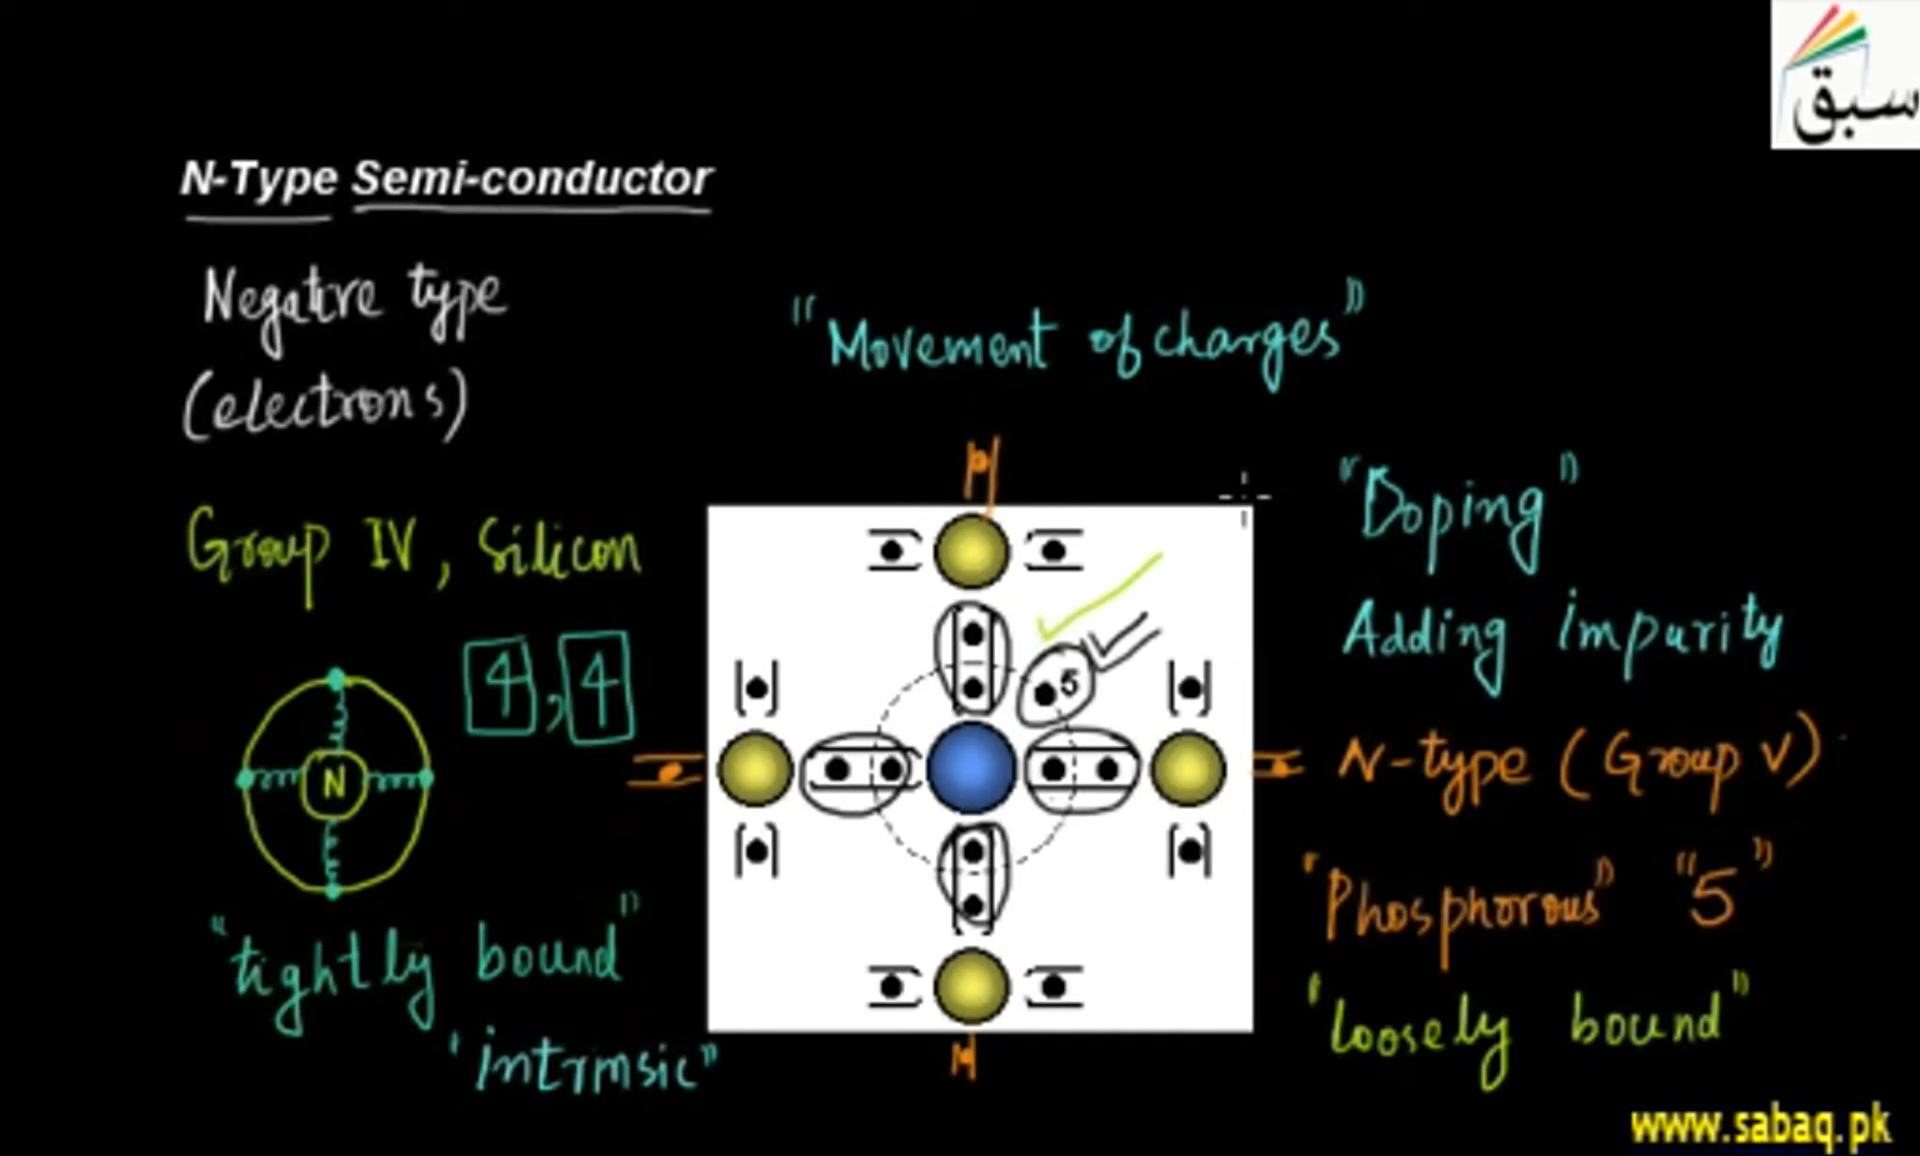 سبق
N-Type Semi-conductor
Negative type
(electrons)
"Movement of charges"
Group IV, Silicon
4, 4
N
"tightly bound"
'intrinsic"
5
"Doping"
Adding impurity
N-type (Group V)
"Phosphorous" "5"
"loosely bound"
www.sabaq.pk